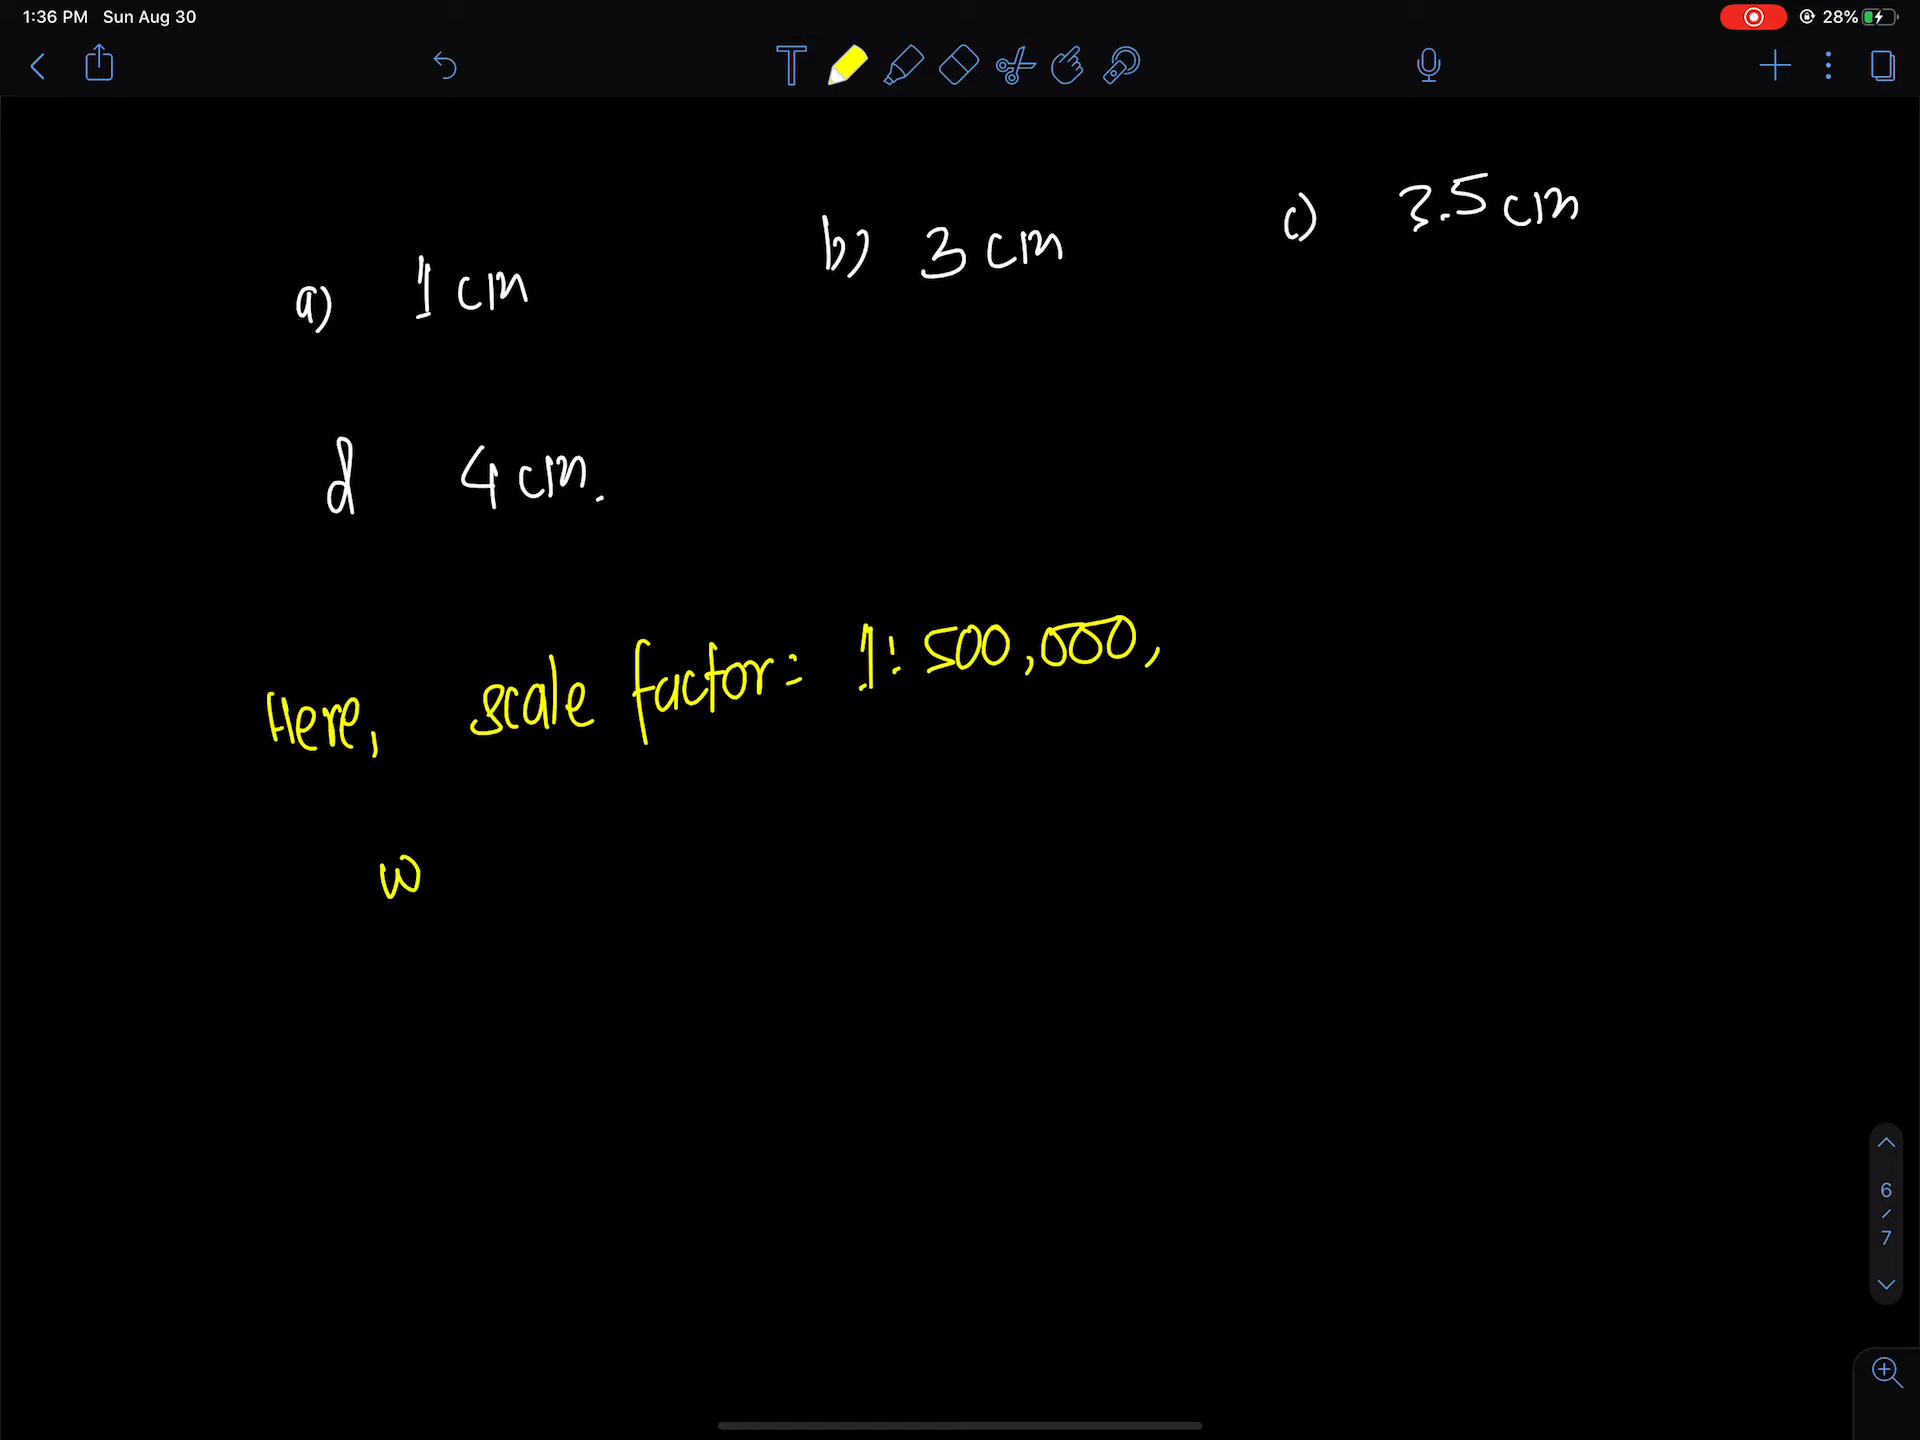 1:36 PM Sun Aug 30
28%
a) 1 cm
b) 3 cm
c) 3.5 cm
d 4 cm.
Here, scale factor= 1: 500,000,
w
6
/
7